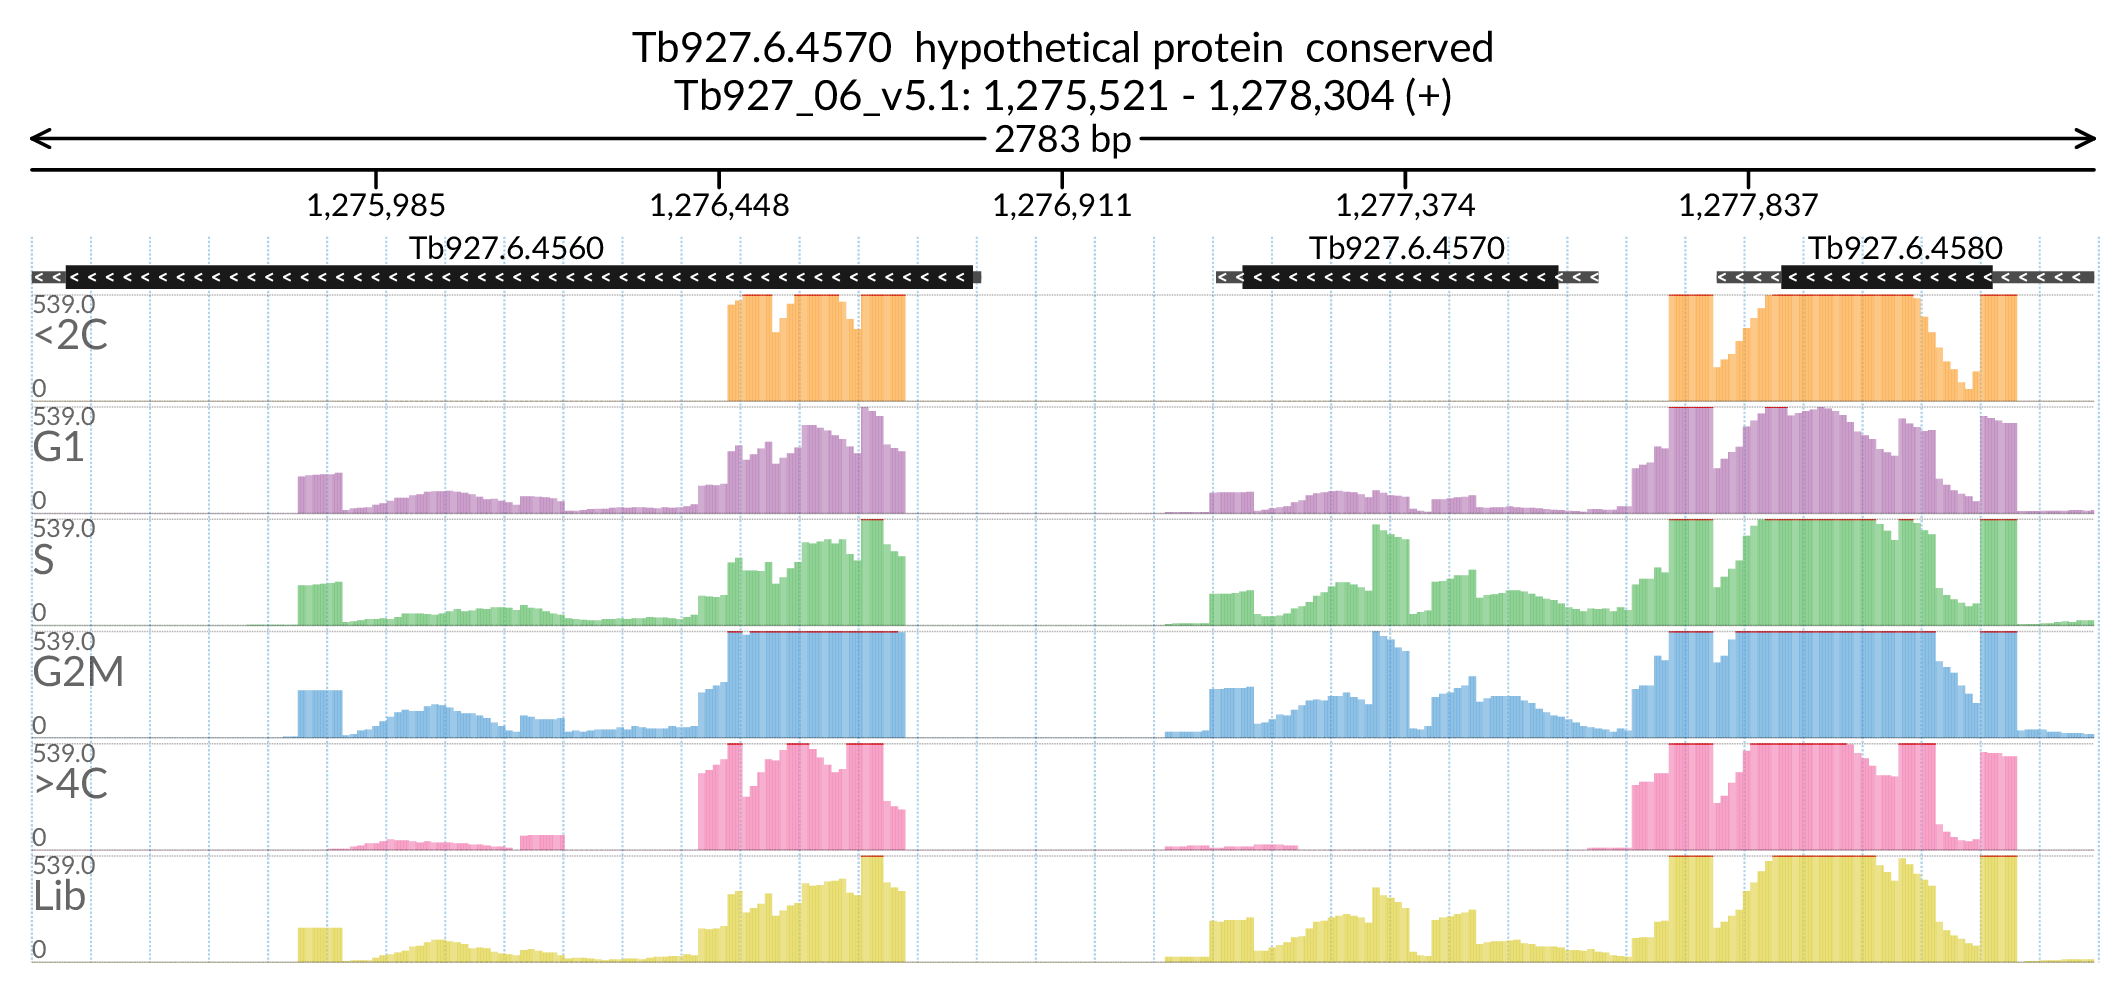 Tb927.6.4570 hypothetical protein conserved
Tb927_06_v5.1: 1,275,521 - 1,278,304 (+)
2783 bp
1,275,985 1,276,448 1,276,911 1,277,374 1,277,837
Tb927.6.4560 Tb927.6.4570 Tb927.6.4580
539.0
<2C
0
539.0
G1
0
539.0
S
0
539.0
G2M
0
539.0
>4C
0
539.0
Lib
0